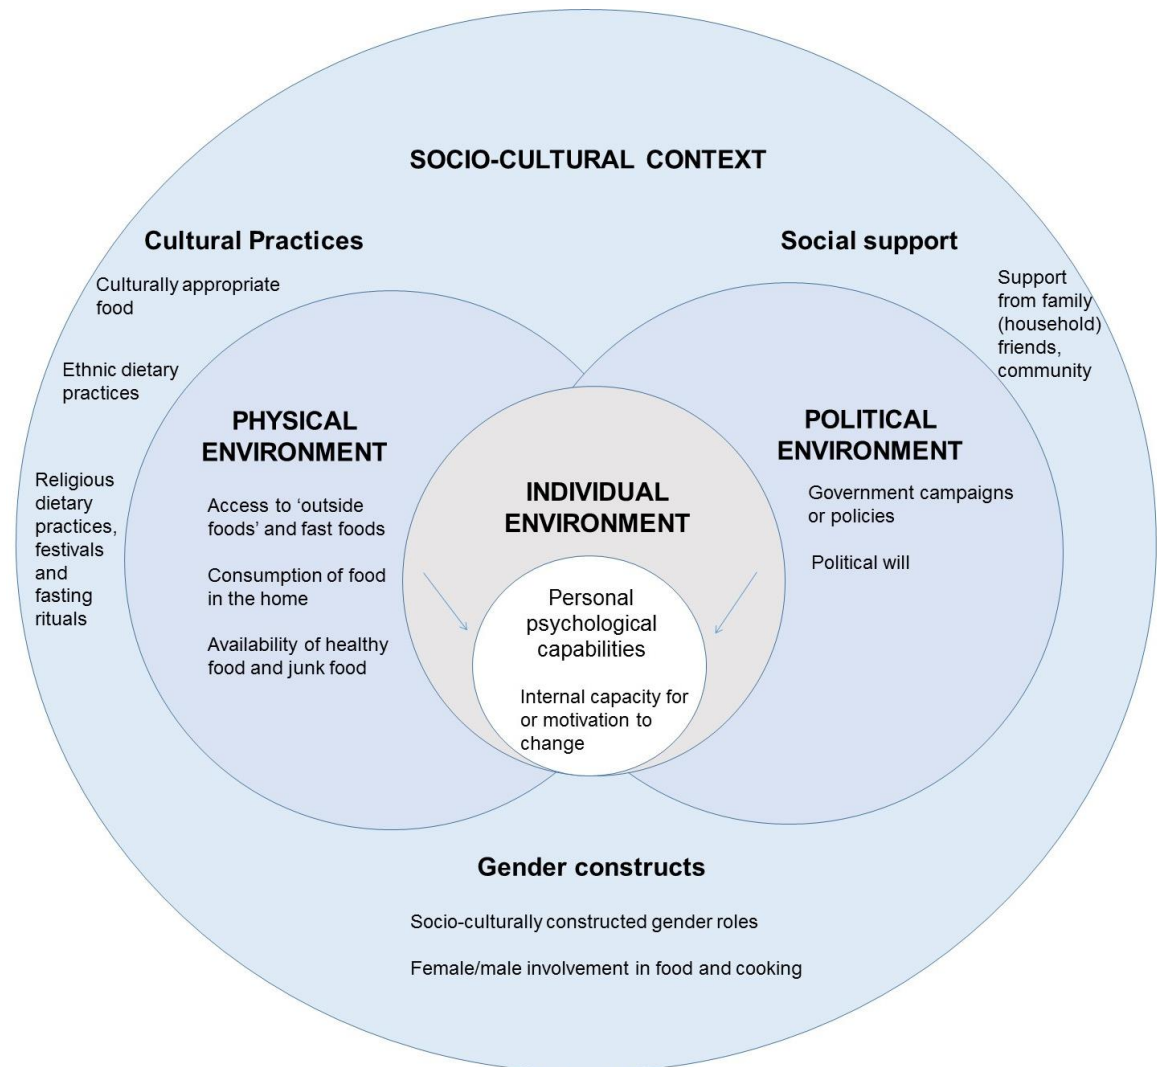 SOCIO-CULTURAL CONTEXT
Cultural Practices
Culturally appropriate
food
Ethnic dietary
practices
Religious
dietary
practices,
festivals
and
fasting
rituals
Social support
Support
from family
(household)
friends,
community
PHYSICAL
ENVIRONMENT
Access to ‘outside
foods’ and fast foods
Consumption of food
in the home
Availability of healthy
food and junk food
INDIVIDUAL
ENVIRONMENT
Personal
psychological
capabilities
Internal capacity for
or motivation to
change
POLITICAL
ENVIRONMENT
Government campaigns
or policies
Political will
Gender constructs
Socio-culturally constructed gender roles
Female/male involvement in food and cooking